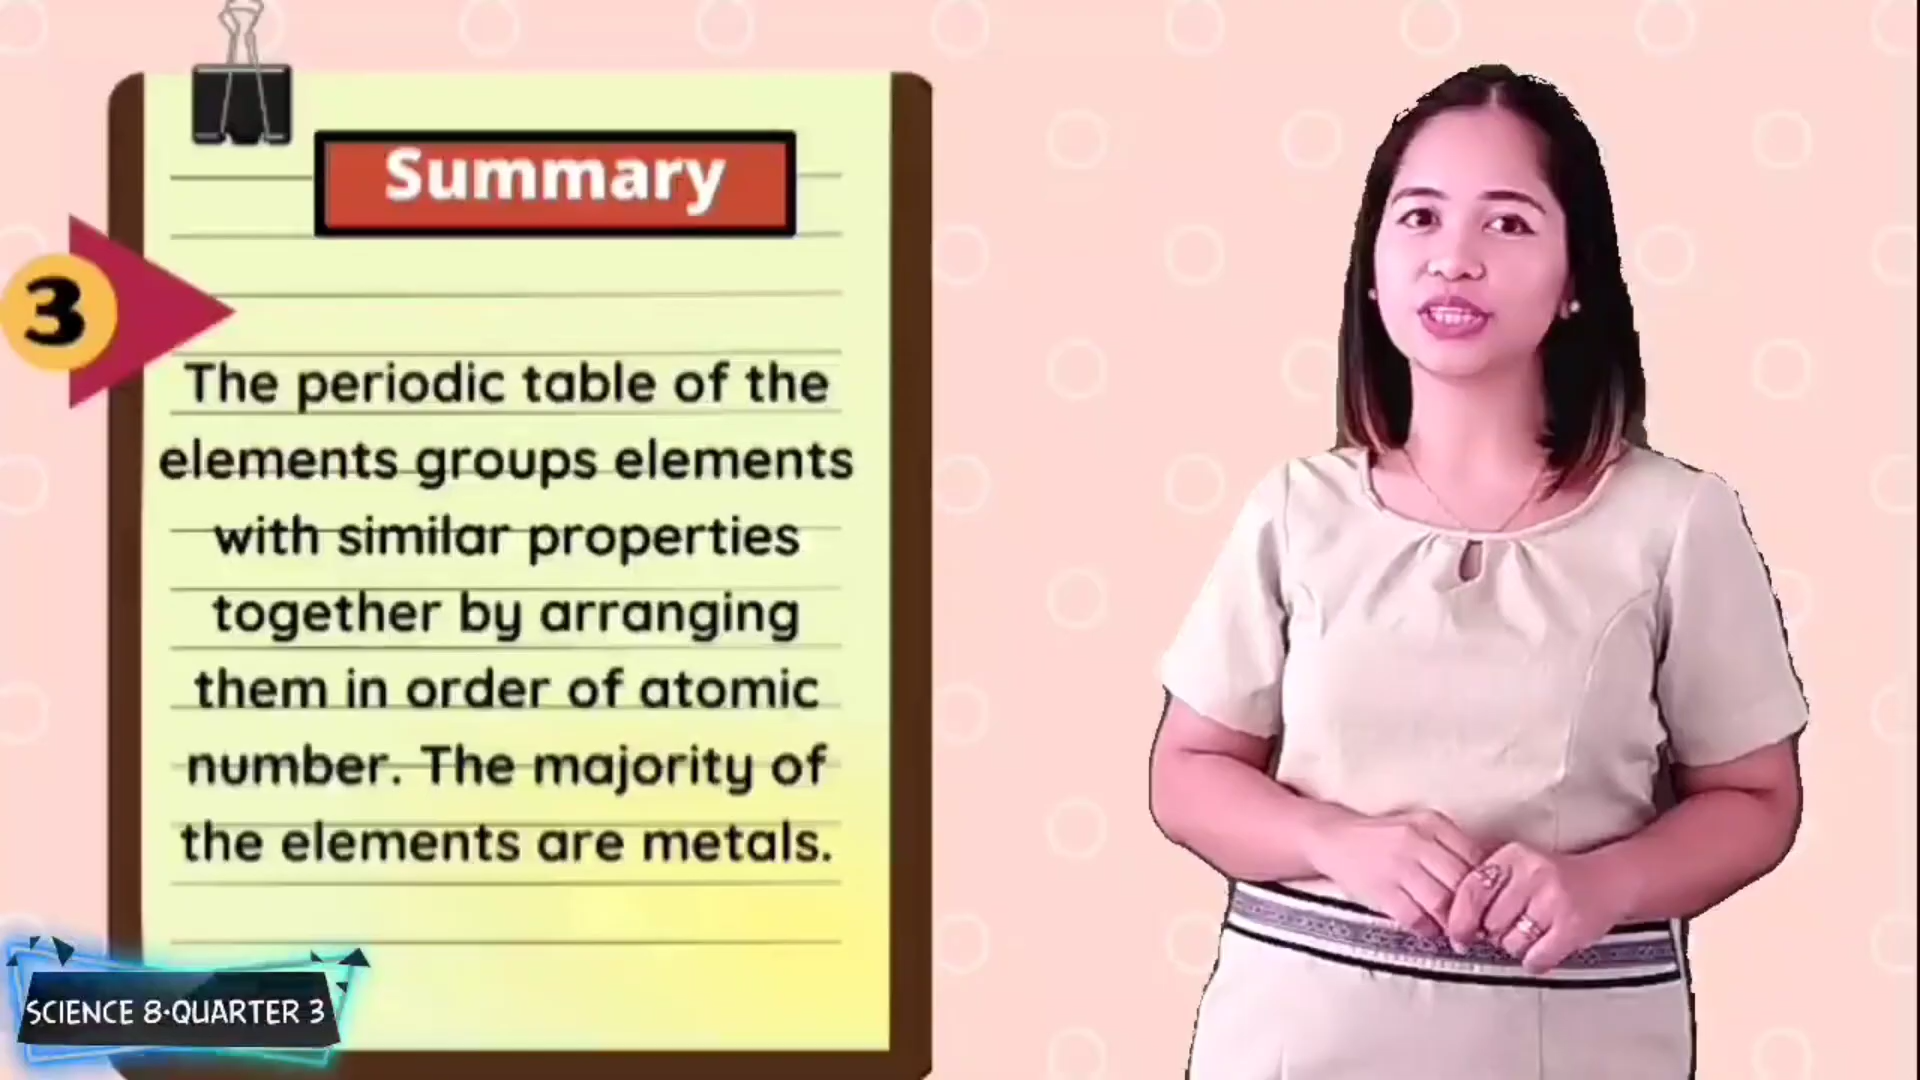 Summary
3
The periodic table of the
elements groups elements
with similar properties
together by arranging
them in order of atomic
number. The majority of
the elements are metals.
SCIENCE 8•QUARTER 3